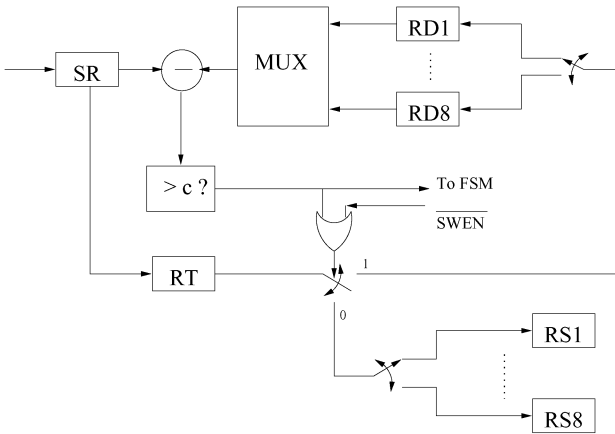 RD1
SR
MUX
RD8
> c ?
To FSM
SWEN
RT
1
0
RS1
RS8